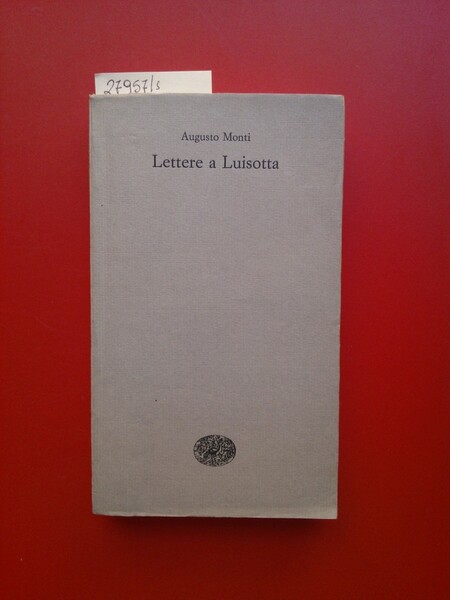 27957/s
Augusto Monti
Lettere a Luisotta